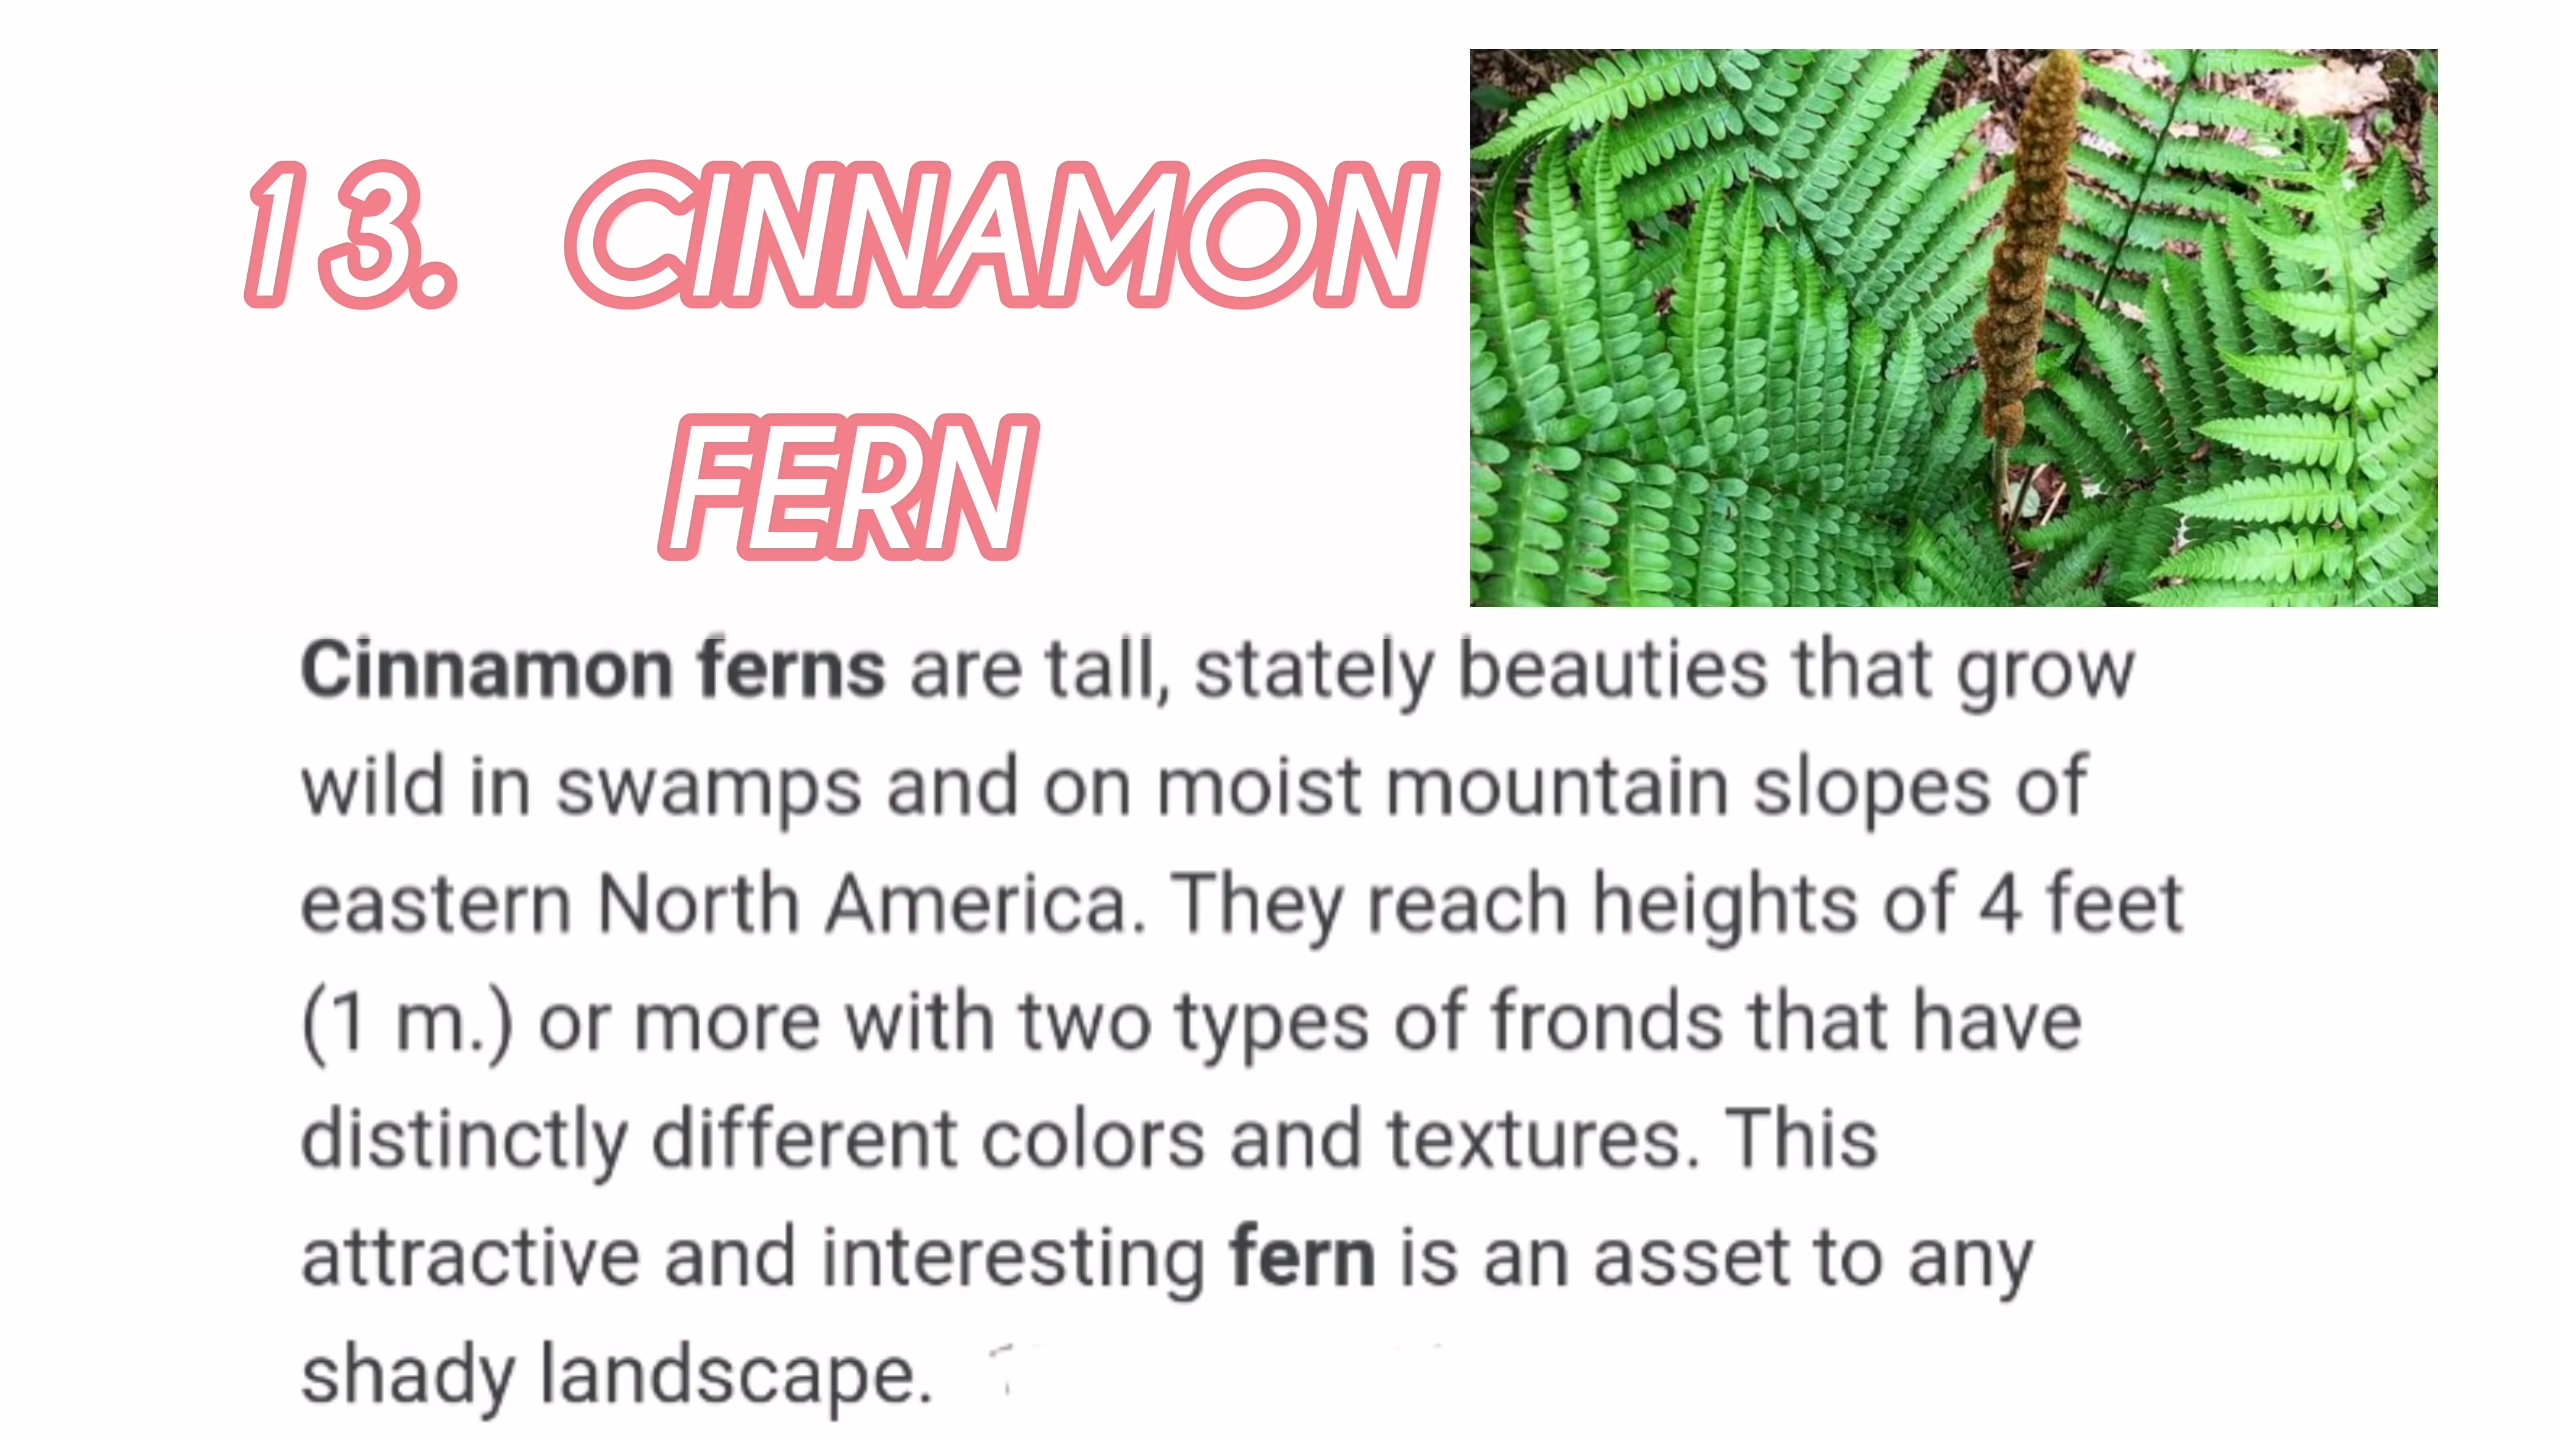 13. CINNAMON
FERN
Cinnamon ferns are tall, stately beauties that grow
wild in swamps and on moist mountain slopes of
eastern North America. They reach heights of 4 feet
(1 m.) or more with two types of fronds that have
distinctly different colors and textures. This
attractive and interesting fern is an asset to any
shady landscape.